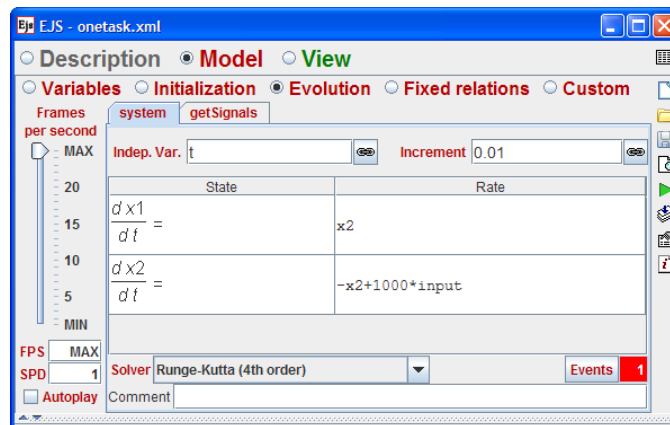 Ejs EJS - onetask.xml
Description Model View
Variables Initialization Evolution Fixed relations Custom
Frames per second
system getSignals
MAX
Indep. Var. t Increment 0.01
20
State Rate
15
d x1
d t
=
x2
10
d x2
d t
=
-x2+1000*input
5
MIN
FPS MAX
Solver Runge-Kutta (4th order) Events 1
SPD 1
Autoplay Comment